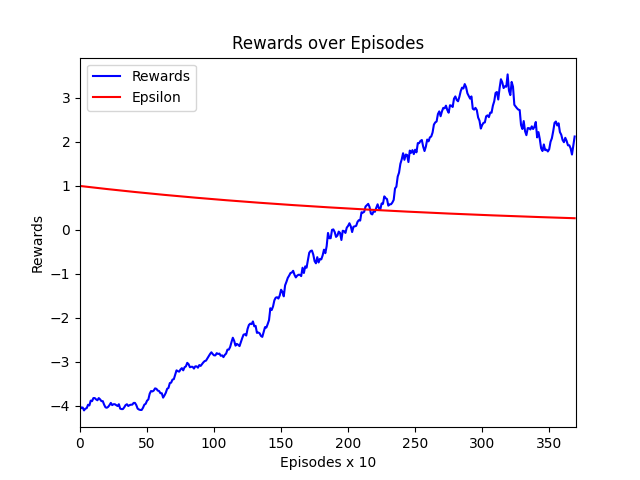 Rewards over Episodes
Rewards
Epsilon
3
2
1
0
−1
−2
−3
−4
Rewards
0 50 100 150 200 250 300 350
Episodes x 10